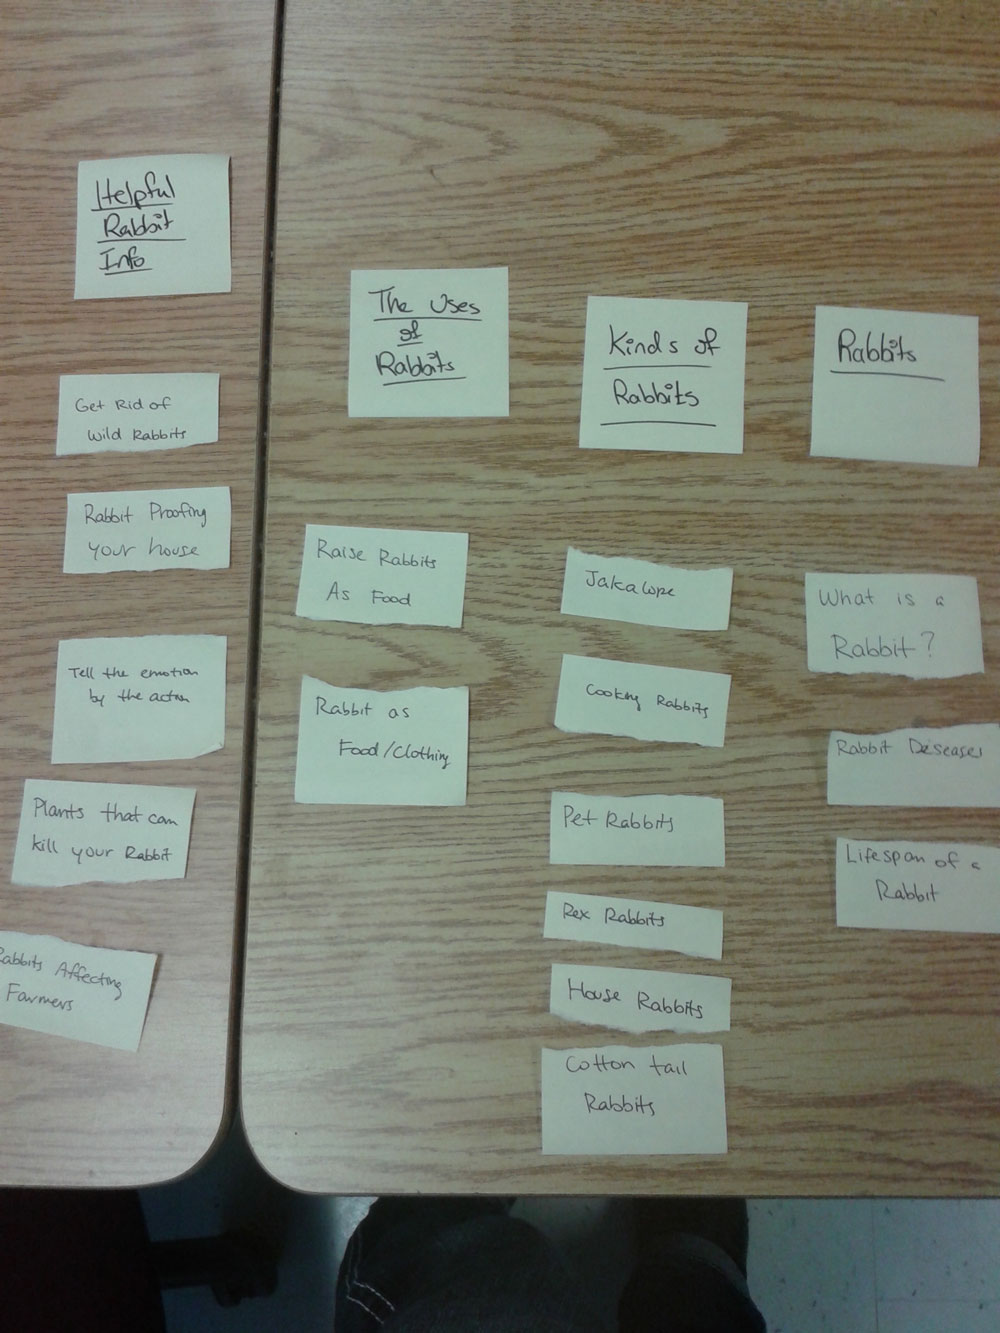 Helpful
Rabbit
Info
Get Rid of
Wild Rabbits
Rabbit Proofing
your house
Tell the emotion
by the action
Plants that can
kill your Rabbit
Rabbits Affecting
Farmers
The Uses
of
Rabbits
Raise Rabbits
As Food
Rabbit as
Food/Clothing
Kinds of
Rabbits
Jakalope
Cooking Rabbits
Pet Rabbits
Rex Rabbits
House Rabbits
Cotton tail
Rabbits
Rabbits
What is a
Rabbit?
Rabbit Diseases
Lifespan of a
Rabbit